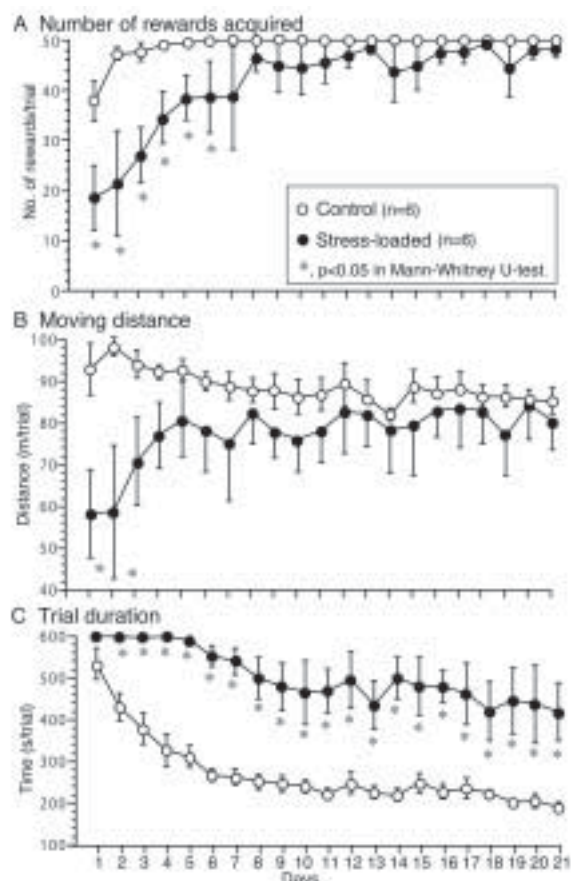 A Number of rewards acquired
50
40
30
20
10
0
No. of rewards/trial
Control (n=6)
Stress-loaded (n=6)
*, p<0.05 in Mann-Whitney U-test.
B Moving distance
100
90
80
70
60
50
40
Distance (m/trial)
C Trial duration
600
500
400
300
200
100
Time (s/trial)
1 2 3 4 5 6 7 8 9 10 11 12 13 14 15 16 17 18 19 20 21
Days